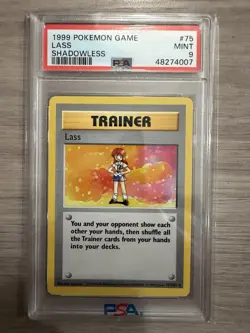 1999 POKEMON GAME #75
LASS MINT
SHADOWLESS 9
PSA 48274007
TRAINER
Lass
You and your opponent show each
other your hands, then shuffle all
the Trainer cards from your hands
into your decks.
PSA